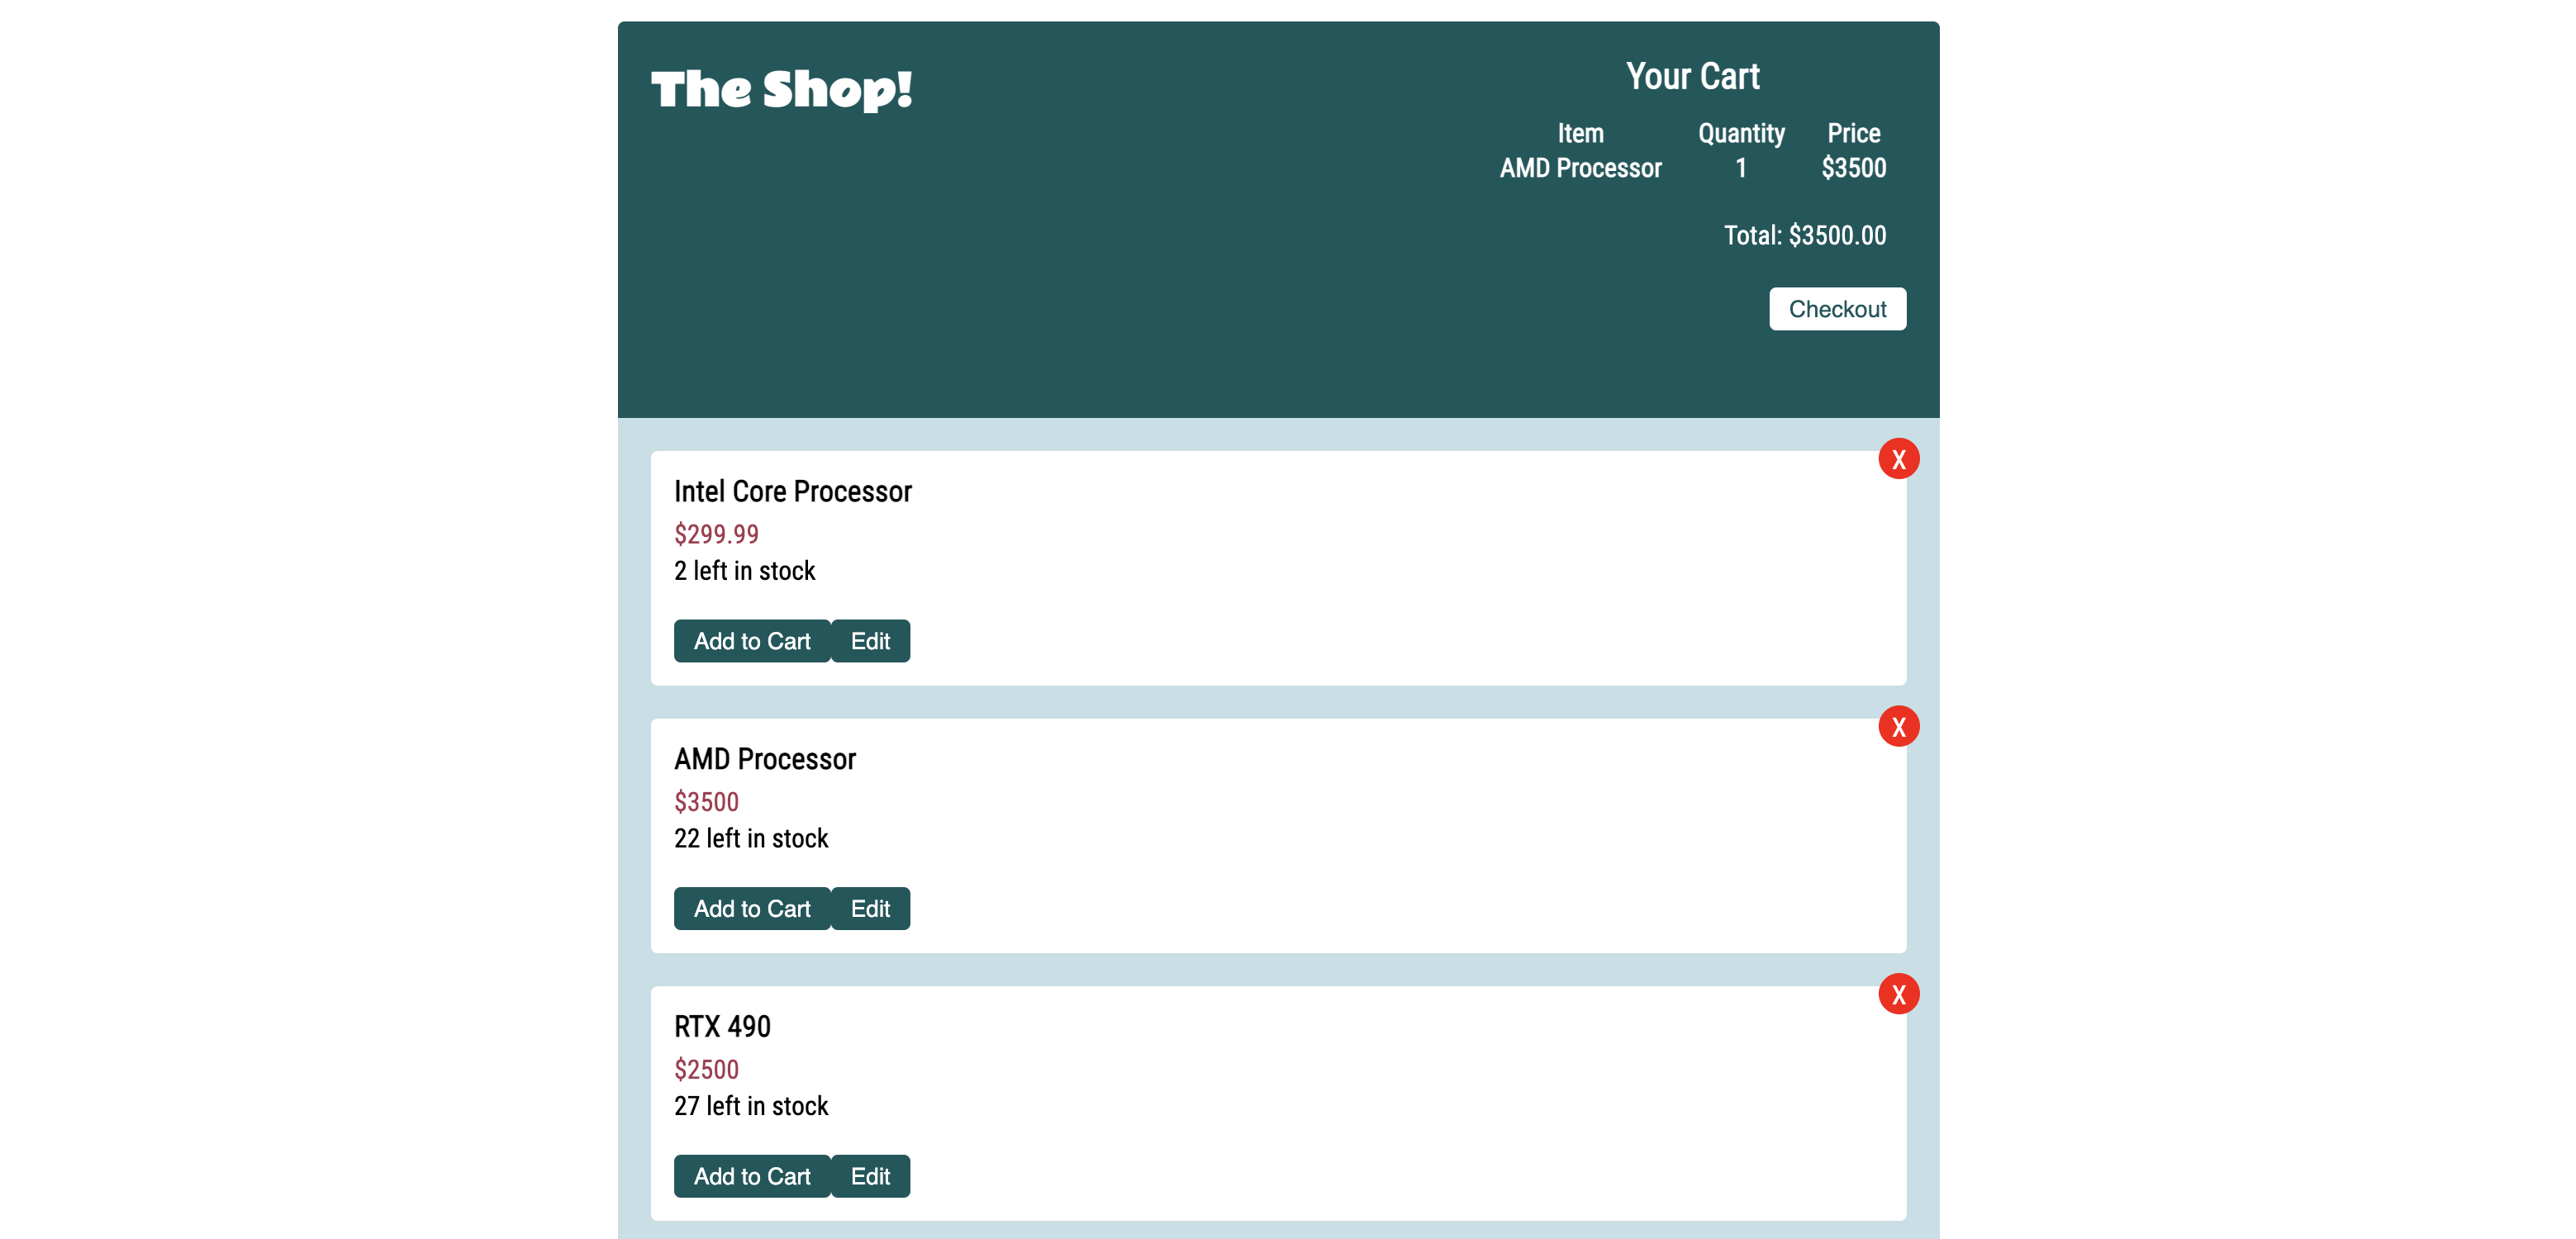 The Shop!
Your Cart
Item Quantity Price
AMD Processor 1 $3500
Total: $3500.00
Checkout
X
Intel Core Processor
$299.99
2 left in stock
Add to Cart Edit
X
AMD Processor
$3500
22 left in stock
Add to Cart Edit
X
RTX 490
$2500
27 left in stock
Add to Cart Edit